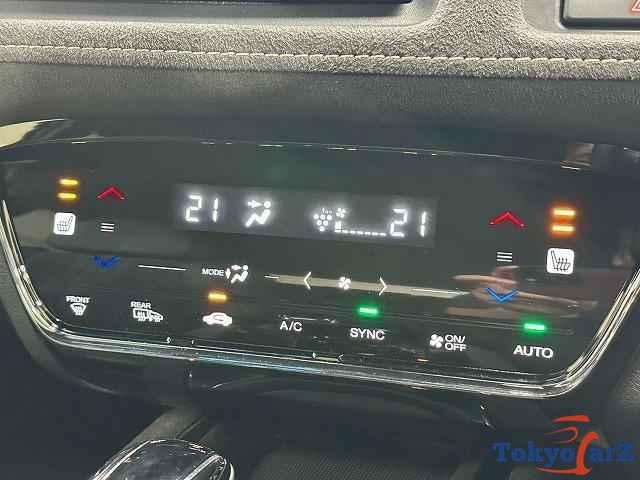 21 21
MODE
FRONT REAR A/C SYNC ON/OFF AUTO
TokyoCarZ